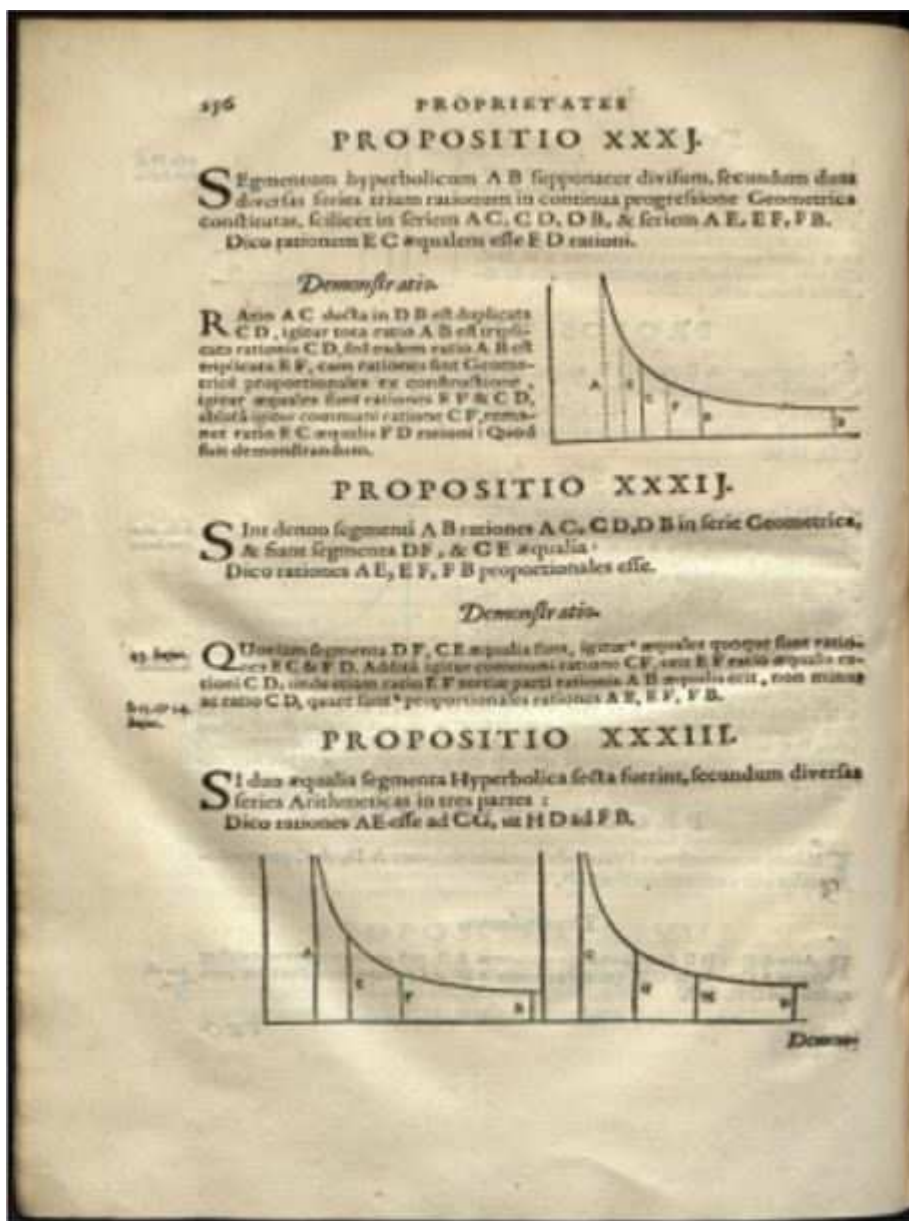 256 PROPRIETATES
PROPOSITIO XXXI.
SEgmentum hyperbolicum A B supponatur divisum, secundum duas
diversas series trium rationum in continua progressione Geometrica
constitutas, scilicet in seriem A C, C D, D B, & seriem A E, E F, F B.
Dico rationem E C æqualem esse F D rationi.
Demonstratio.
RAtio A C ducta in D B est duplicata
C D, igitur tota ratio A B est tripli-
cata rationis C D, sed eadem ratio A B est
triplicata E F, cum rationes sint Geome-
tricè proportionales ex constructione,
igitur æquales sunt rationes E F & C D,
ablatâ igitur communi ratione C F, rema-
net ratio E C æqualis F D rationi: Quod
fuit demonstrandum.
A E C F D B
PROPOSITIO XXXIJ.
SInt denuo segmenti A B rationes A C, C D, D B in serie Geometrica,
& fiant segmenta D F, & C E æqualia:
Dico rationes A E, E F, F B proportionales esse.
Demonstratio.
QUoniam segmenta D F, C E æqualia sunt, igitur æquales quoque sunt ratio-
nes E C & F D. Additâ igitur communi ratione C F, erit E F ratio æqualis ra-
tioni C D, unde etiam ratio E F tertiæ parti rationis A B æqualis erit, non minus
ac ratio C D, quare sunt proportionales rationes A E, E F, F B.
PROPOSITIO XXXIII.
SI duo æqualia segmenta Hyperbolica secta fuerint, secundum diversas
series Arithmeticas in tres partes:
Dico rationes A E esse ad C G, ut H D ad F B.
A E F B C G H D